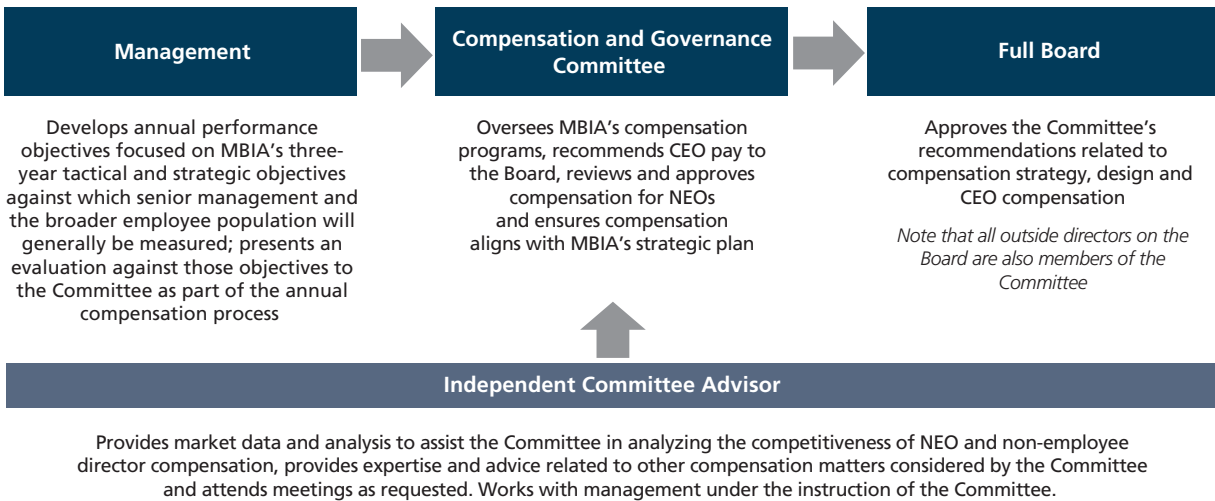 Management
Compensation and Governance
Committee
Full Board
Develops annual performance
objectives focused on MBIA's three-
year tactical and strategic objectives
against which senior management and
the broader employee population will
generally be measured; presents an
evaluation against those objectives to
the Committee as part of the annual
compensation process
Oversees MBIA's compensation
programs, recommends CEO pay to
the Board, reviews and approves
compensation for NEOs
and ensures compensation
aligns with MBIA's strategic plan
Approves the Committee's
recommendations related to
compensation strategy, design and
CEO compensation
Note that all outside directors on the
Board are also members of the
Committee
Independent Committee Advisor
Provides market data and analysis to assist the Committee in analyzing the competitiveness of NEO and non-employee
director compensation, provides expertise and advice related to other compensation matters considered by the Committee
and attends meetings as requested. Works with management under the instruction of the Committee.